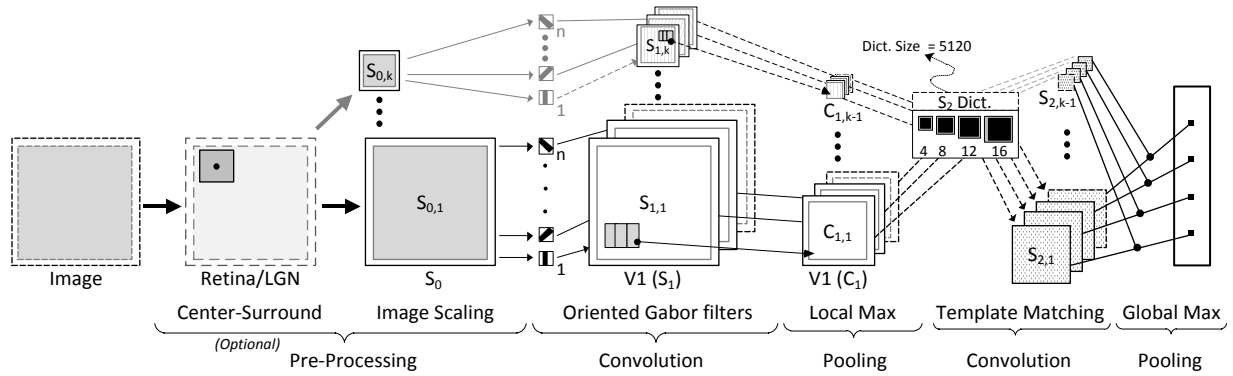 Dict. Size = 5120
n
S0,k
S1,k
1
C1,k-1
S2 Dict.
4 8 12 16
S2,k-1
n
S0,1
S1,1
C1,1
S2,1
1
Image
Retina/LGN
S0
V1 (S1)
V1 (C1)
Center-Surround
Image Scaling
Oriented Gabor filters
Local Max
Template Matching
Global Max
(Optional)
Pre-Processing
Convolution
Pooling
Convolution
Pooling